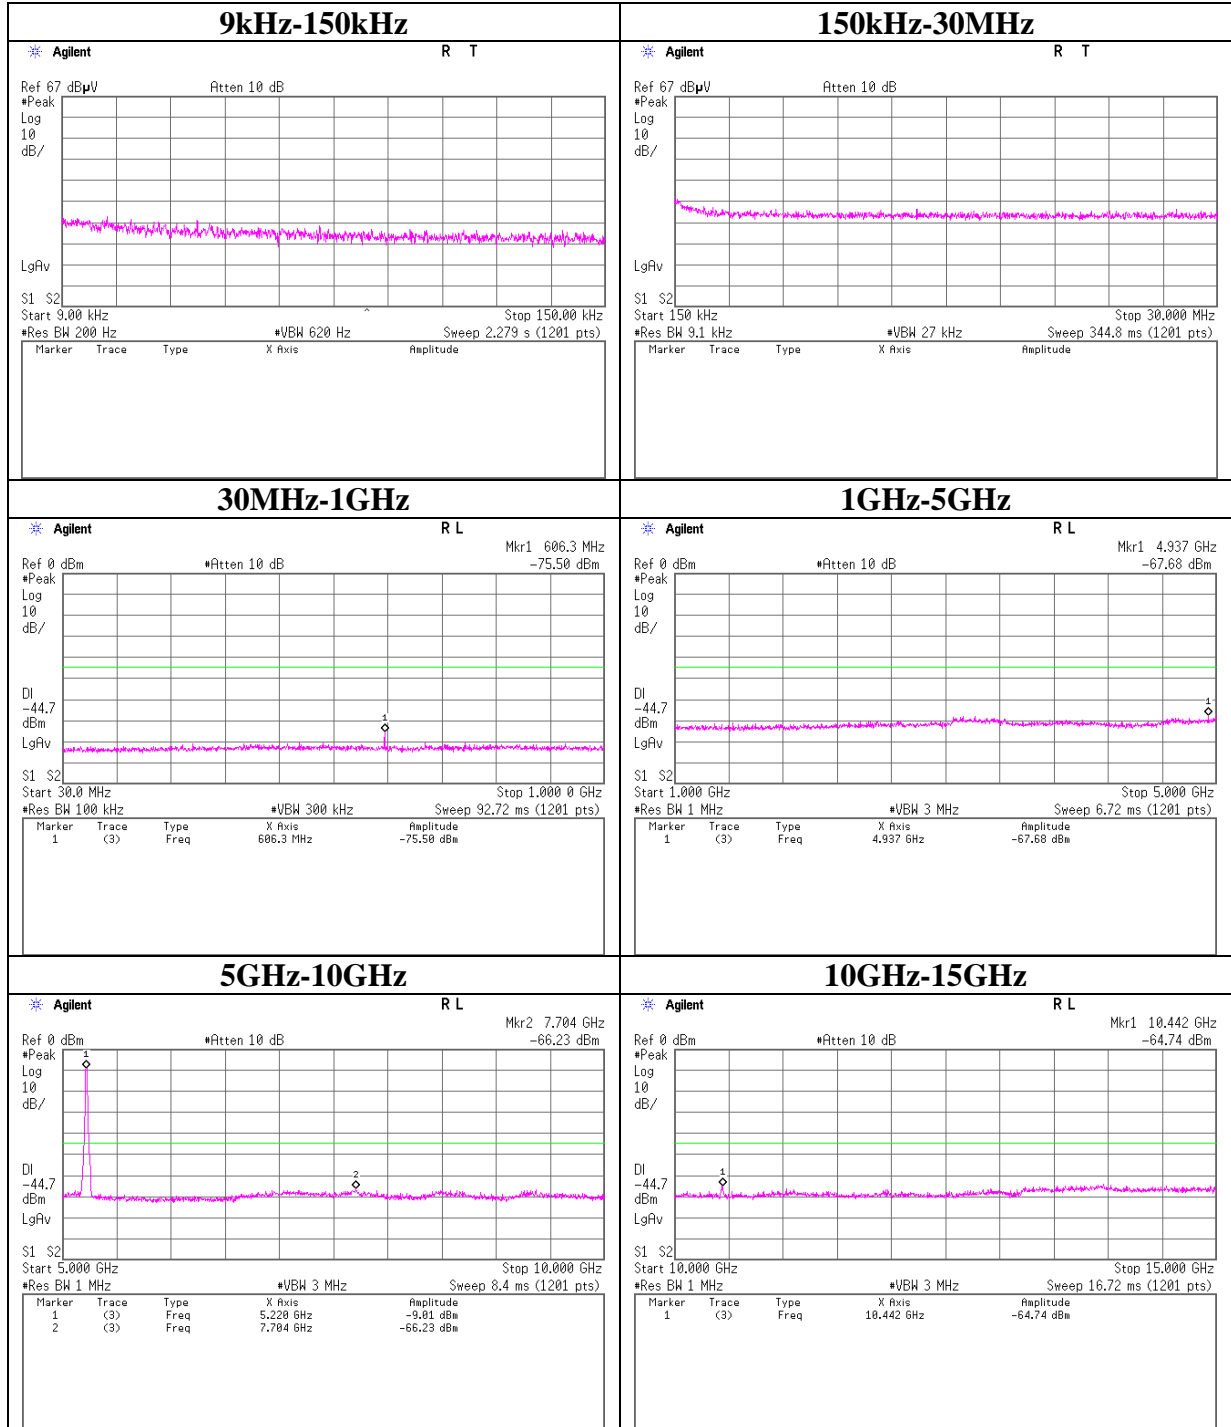 9kHz-150kHz
Agilent
R T
Ref 67 dBµV Atten 10 dB
#Peak
Log
10
dB/
LgAv
S1 S2
Start 9.00 kHz Stop 150.00 kHz
^
#Res BW 200 Hz #VBW 620 Hz Sweep 2.279 s (1201 pts)
Marker Trace Type X Axis Amplitude
150kHz-30MHz
Agilent
R T
Ref 67 dBµV Atten 10 dB
#Peak
Log
10
dB/
LgAv
S1 S2
Start 150 kHz Stop 30.000 MHz
#Res BW 9.1 kHz #VBW 27 kHz Sweep 344.8 ms (1201 pts)
Marker Trace Type X Axis Amplitude
30MHz-1GHz
Agilent
R L
Mkr1 606.3 MHz
Ref 0 dBm #Atten 10 dB -75.50 dBm
#Peak
Log
10
dB/
DI
-44.7
dBm
LgAv
1
S1 S2
Start 30.0 MHz Stop 1.000 0 GHz
#Res BW 100 kHz #VBW 300 kHz Sweep 92.72 ms (1201 pts)
Marker Trace Type X Axis Amplitude
1 (3) Freq 606.3 MHz -75.50 dBm
1GHz-5GHz
Agilent
R L
Mkr1 4.937 GHz
Ref 0 dBm #Atten 10 dB -67.68 dBm
#Peak
Log
10
dB/
DI
-44.7
dBm
LgAv
1
S1 S2
Start 1.000 GHz Stop 5.000 GHz
#Res BW 1 MHz #VBW 3 MHz Sweep 6.72 ms (1201 pts)
Marker Trace Type X Axis Amplitude
1 (3) Freq 4.937 GHz -67.68 dBm
5GHz-10GHz
Agilent
R L
Mkr2 7.704 GHz
Ref 0 dBm #Atten 10 dB -66.23 dBm
#Peak
1
Log
10
dB/
DI
-44.7
dBm
LgAv
2
S1 S2
Start 5.000 GHz Stop 10.000 GHz
#Res BW 1 MHz #VBW 3 MHz Sweep 8.4 ms (1201 pts)
Marker Trace Type X Axis Amplitude
1 (3) Freq 5.220 GHz -9.01 dBm
2 (3) Freq 7.704 GHz -66.23 dBm
10GHz-15GHz
Agilent
R L
Mkr1 10.442 GHz
Ref 0 dBm #Atten 10 dB -64.74 dBm
#Peak
Log
10
dB/
DI
-44.7
dBm
LgAv
1
S1 S2
Start 10.000 GHz Stop 15.000 GHz
#Res BW 1 MHz #VBW 3 MHz Sweep 16.72 ms (1201 pts)
Marker Trace Type X Axis Amplitude
1 (3) Freq 10.442 GHz -64.74 dBm